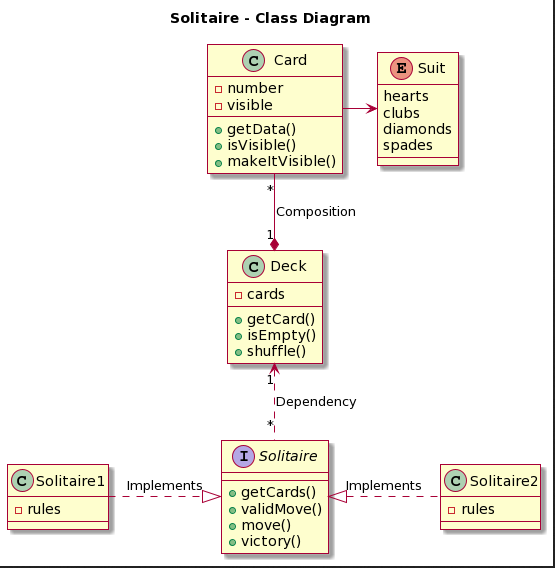 Solitaire - Class Diagram
C Card
number
visible
getData()
isVisible()
makeItVisible()
E Suit
hearts
clubs
diamonds
spades
*
Composition
1
C Deck
cards
getCard()
isEmpty()
shuffle()
1
Dependency
*
I Solitaire
getCards()
validMove()
move()
victory()
C Solitaire1
rules
Implements
Implements
C Solitaire2
rules